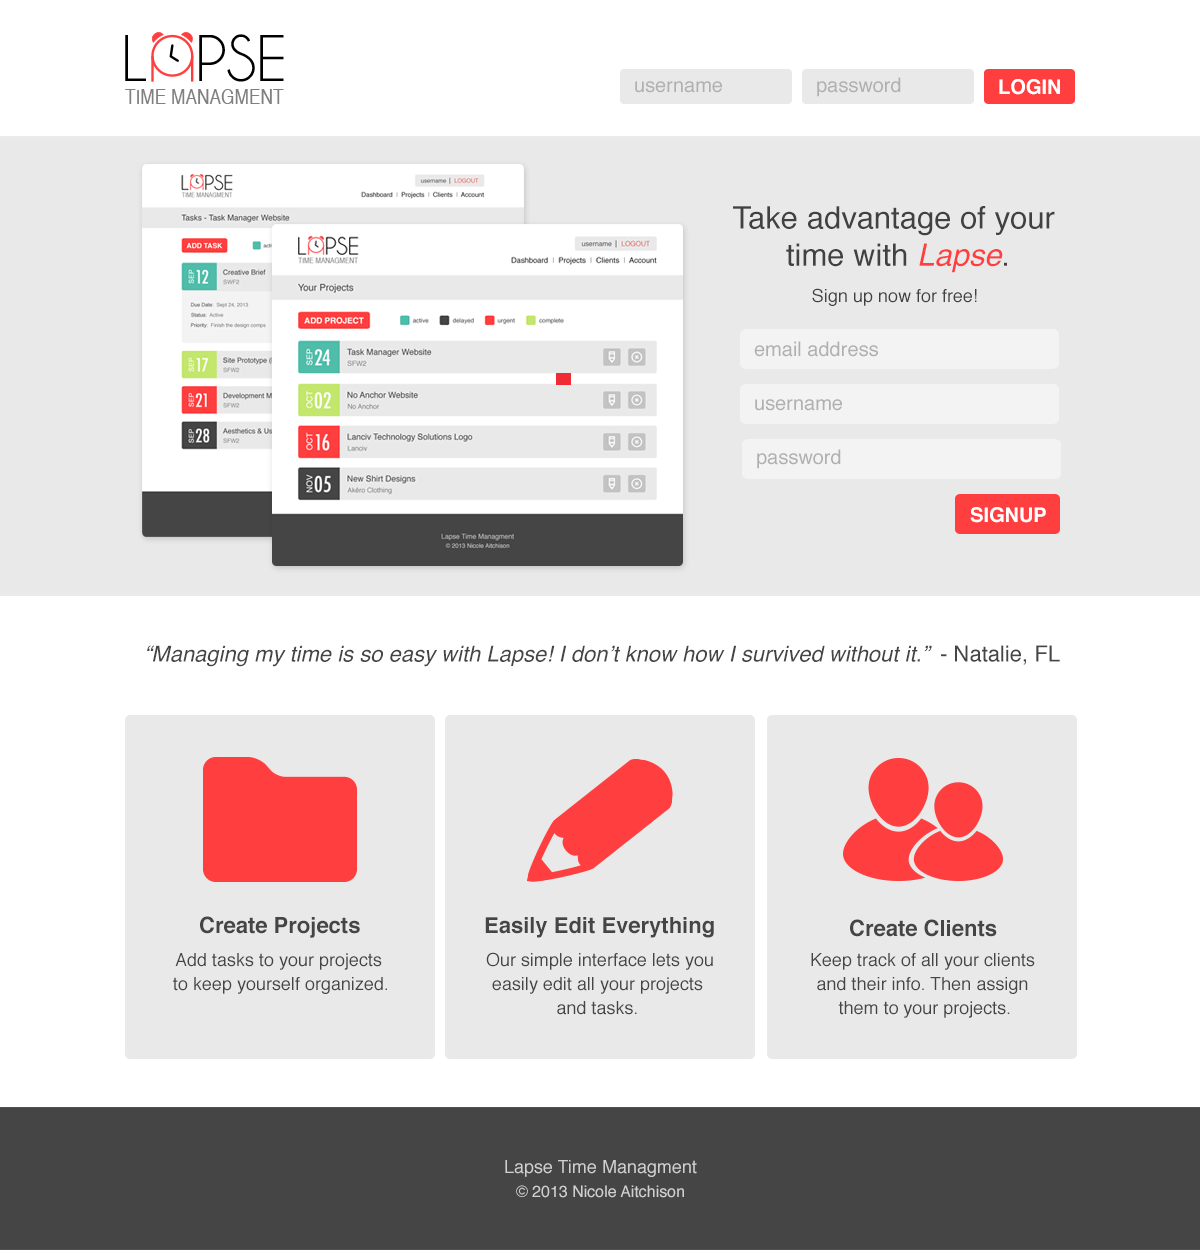 LAPSE
TIME MANAGMENT
username
password
LOGIN
LAPSE
TIME MANAGMENT
username | LOGOUT
Dashboard | Projects | Clients | Account
Tasks - Task Manager Website
ADD TASK
SEP 12
Creative Brief
SWF2
Due Date: Sept 24, 2013
Status: Active
Priority: Finish the design comps
SEP 17
Site Prototype
SFW2
SEP 21
Development M
SFW2
SEP 28
Aesthetics & Us
SFW2
LAPSE
TIME MANAGMENT
username | LOGOUT
Dashboard | Projects | Clients | Account
Your Projects
ADD PROJECT
active
delayed
urgent
complete
SEP 24
Task Manager Website
SFW2
OCT 02
No Anchor Website
No Anchor
OCT 16
Lanciv Technology Solutions Logo
Lanciv
NOV 05
New Shirt Designs
Akéro Clothing
Lapse Time Managment
© 2013 Nicole Aitchison
Take advantage of your
time with Lapse.
Sign up now for free!
email address
username
password
SIGNUP
“Managing my time is so easy with Lapse! I don’t know how I survived without it.” - Natalie, FL
Create Projects
Add tasks to your projects
to keep yourself organized.
Easily Edit Everything
Our simple interface lets you
easily edit all your projects
and tasks.
Create Clients
Keep track of all your clients
and their info. Then assign
them to your projects.
Lapse Time Managment
© 2013 Nicole Aitchison